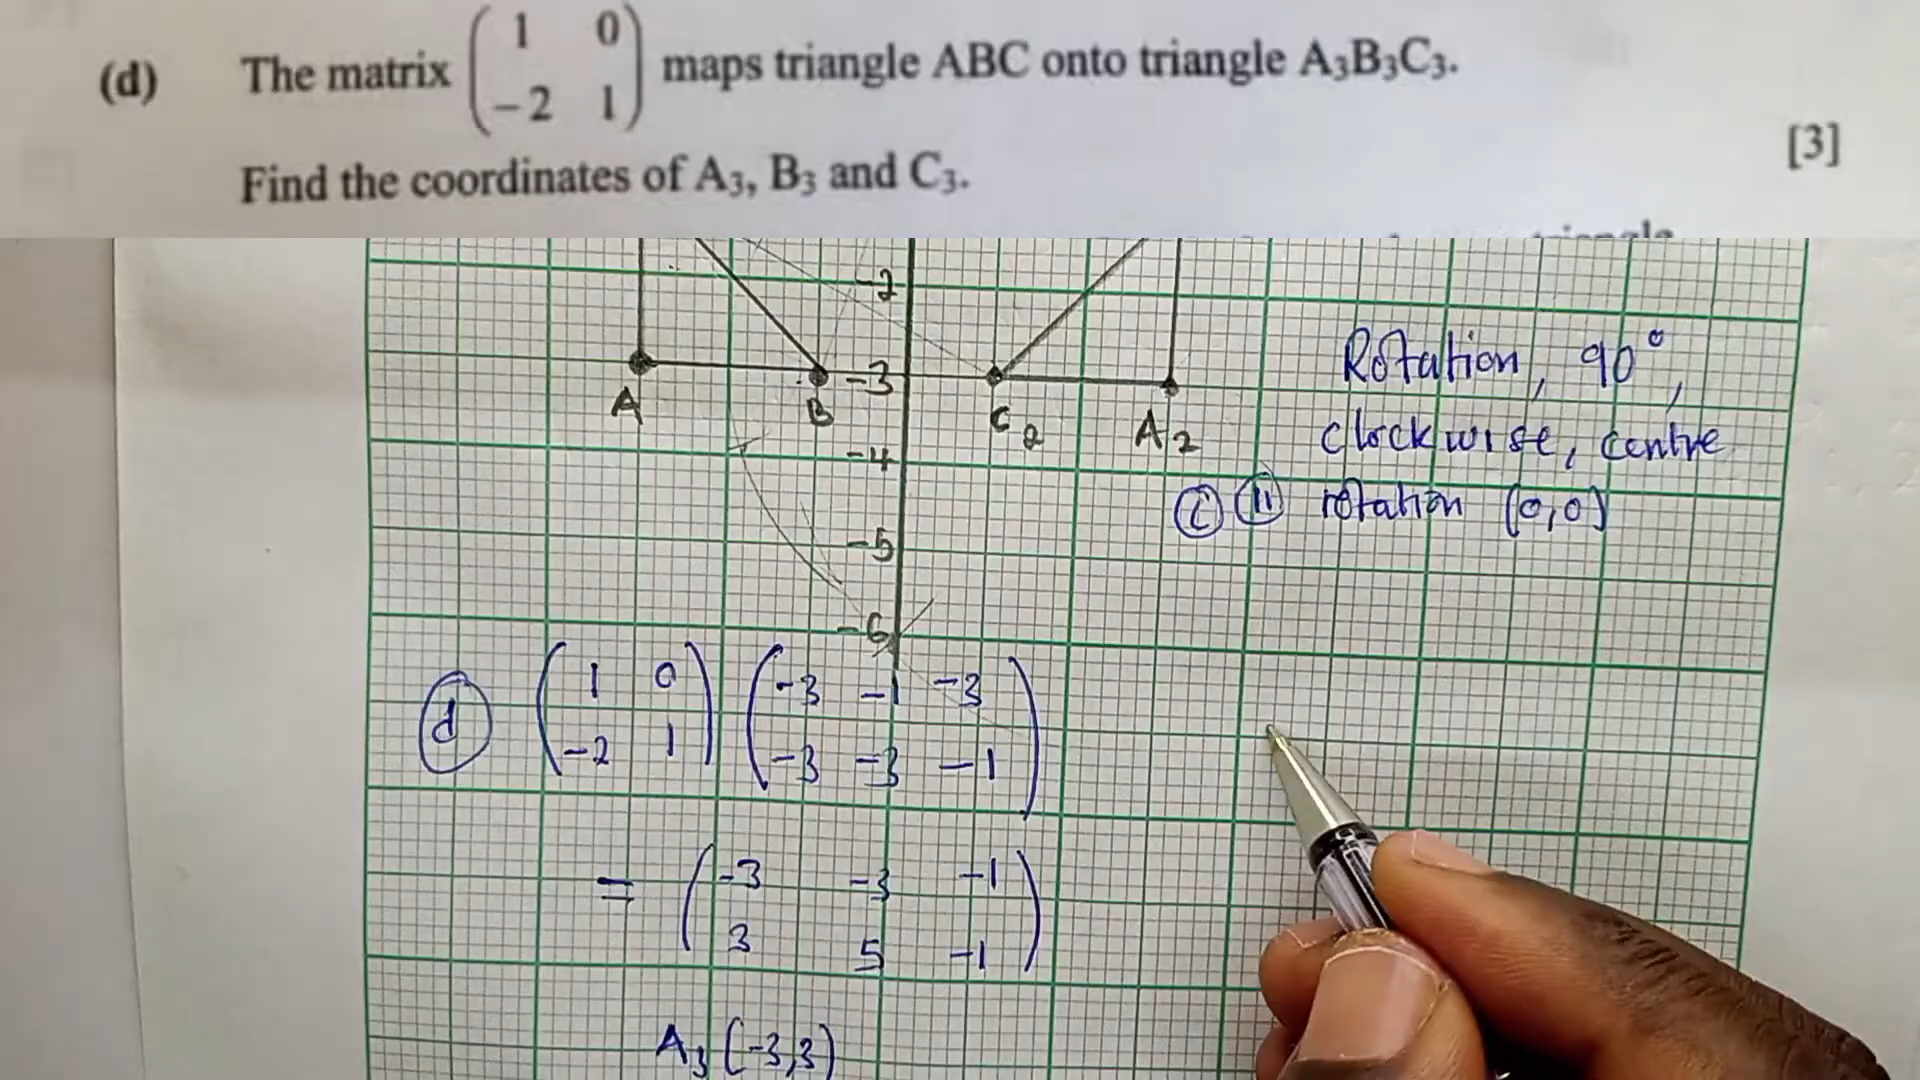 (d) The matrix ( 1 0 ) maps triangle ABC onto triangle A₃B₃C₃.
( -2 1 )
[3]
Find the coordinates of A₃, B₃ and C₃.
triangle
-2
-3
A B C₂ A₂
-4
-5
-6
Rotation, 90°,
clockwise, centre
(c) (ii) rotation (0,0)
(d) ( 1 0 ) ( -3 -1 -3 )
( -2 1 ) ( -3 -3 -1 )
= ( -3 -3 -1 )
( 3 5 -1 )
A₃ (-3,3)